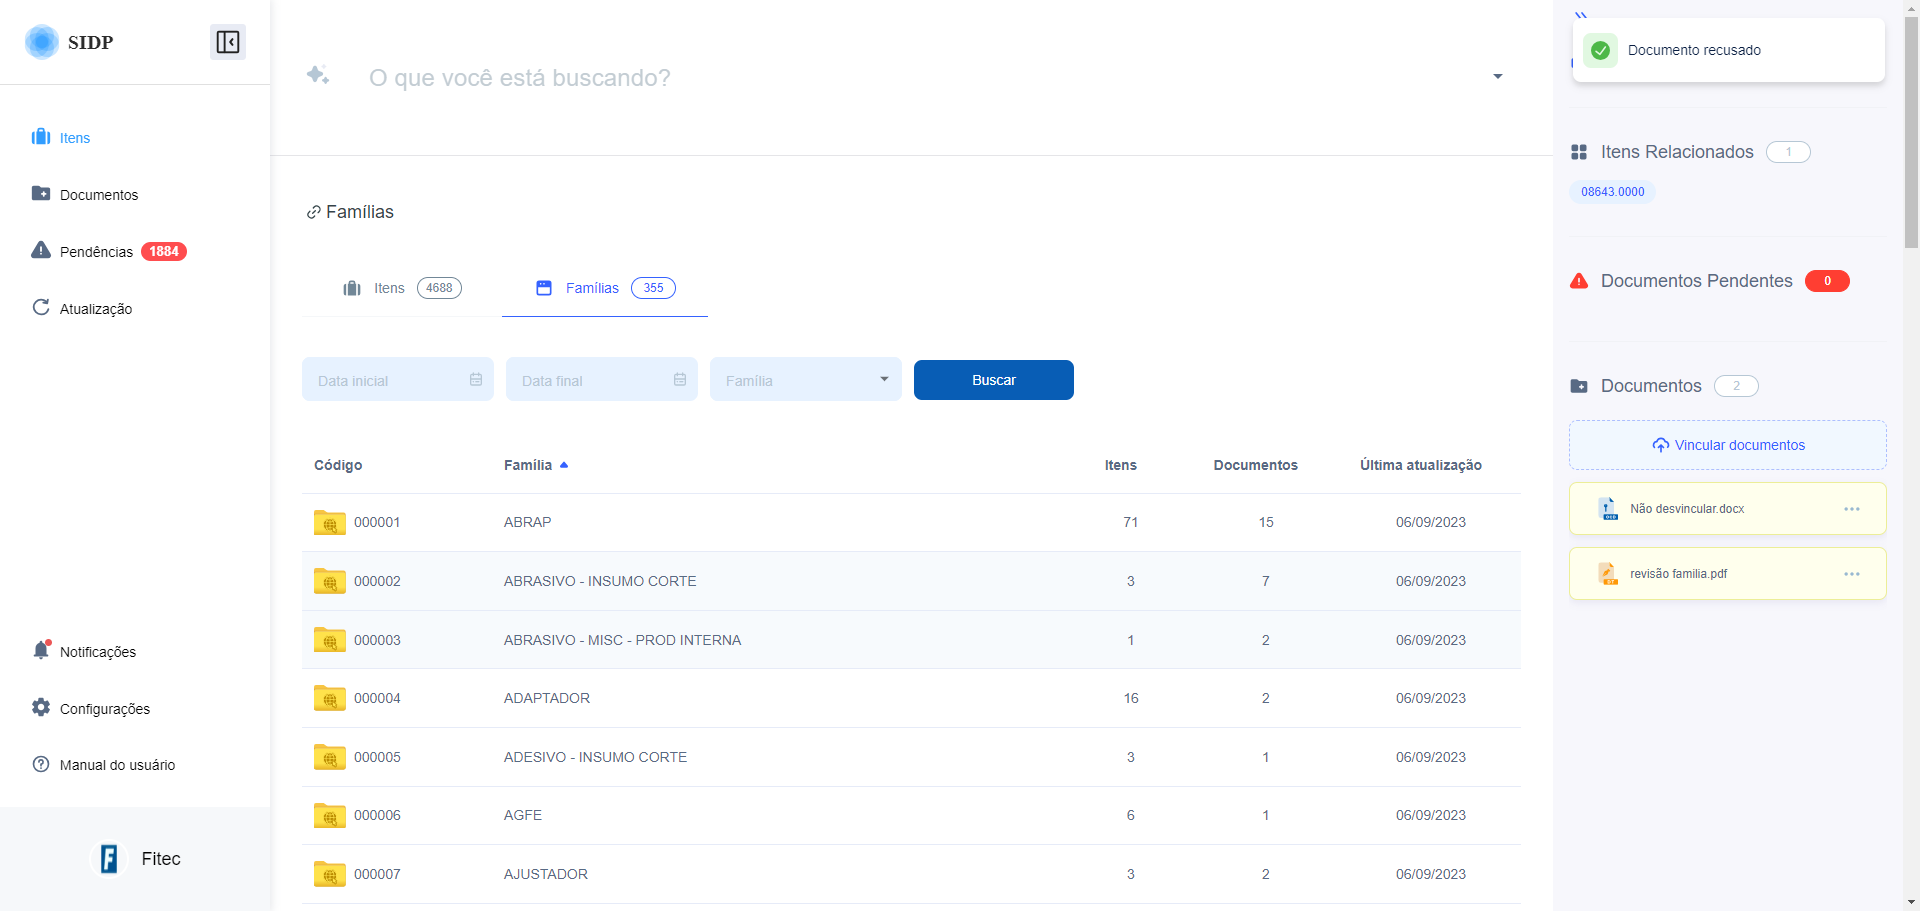 SIDP
Itens
Documentos
Pendências 1884
Atualização
Notificações
Configurações
Manual do usuário
Fitec
O que você está buscando?
Famílias
Itens 4688
Famílias 355
Data inicial
Data final
Família
Buscar
Código Família Itens Documentos Última atualização
000001 ABRAP 71 15 06/09/2023
000002 ABRASIVO - INSUMO CORTE 3 7 06/09/2023
000003 ABRASIVO - MISC - PROD INTERNA 1 2 06/09/2023
000004 ADAPTADOR 16 2 06/09/2023
000005 ADESIVO - INSUMO CORTE 3 1 06/09/2023
000006 AGFE 6 1 06/09/2023
000007 AJUSTADOR 3 2 06/09/2023
Documento recusado
Itens Relacionados 1
08643.0000
Documentos Pendentes 0
Documentos 2
Vincular documentos
Não desvincular.docx
revisão familia.pdf